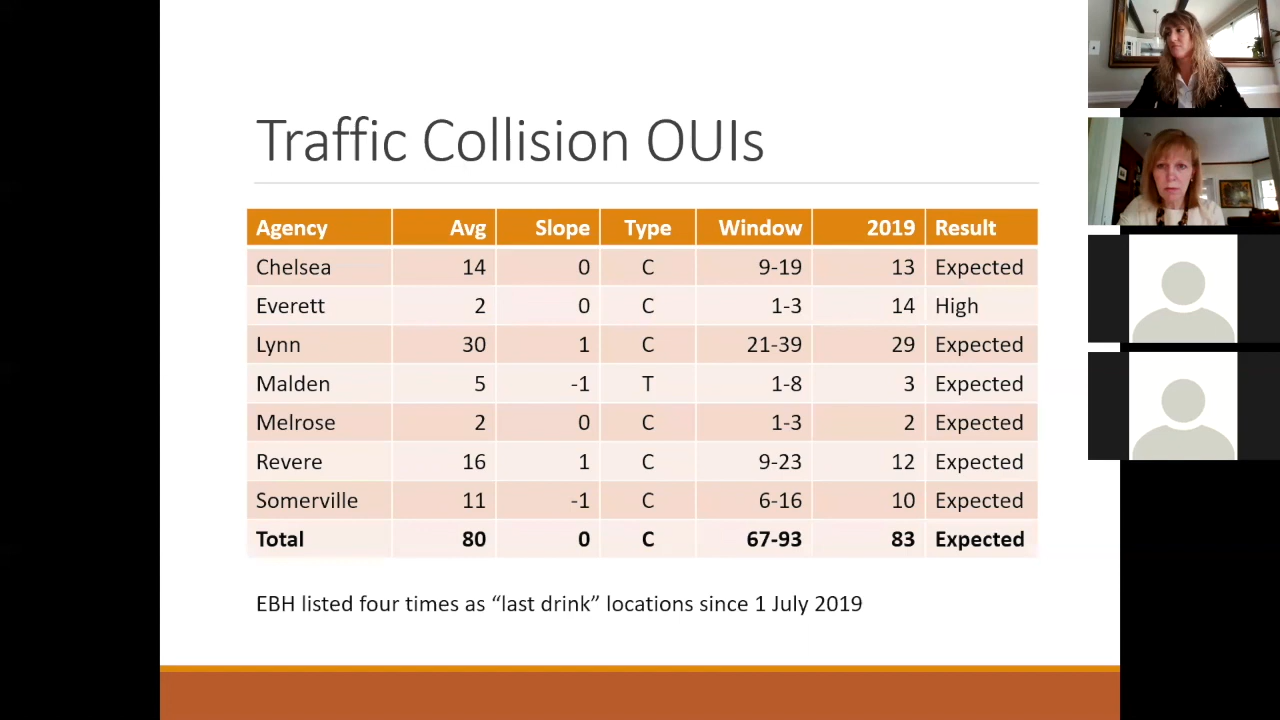 Traffic Collision OUIs
Agency Avg Slope Type Window 2019 Result
Chelsea 14 0 C 9-19 13 Expected
Everett 2 0 C 1-3 14 High
Lynn 30 1 C 21-39 29 Expected
Malden 5 -1 T 1-8 3 Expected
Melrose 2 0 C 1-3 2 Expected
Revere 16 1 C 9-23 12 Expected
Somerville 11 -1 C 6-16 10 Expected
Total 80 0 C 67-93 83 Expected
EBH listed four times as “last drink” locations since 1 July 2019